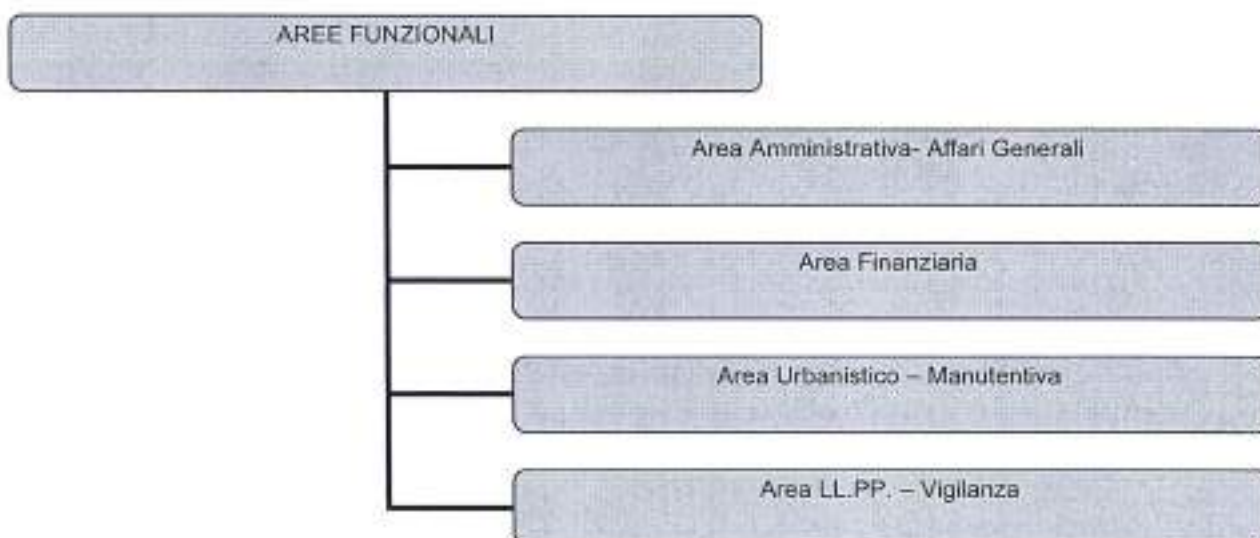 AREE FUNZIONALI
Area Amministrativa- Affari Generali
Area Finanziaria
Area Urbanistico – Manutentiva
Area LL.PP. – Vigilanza